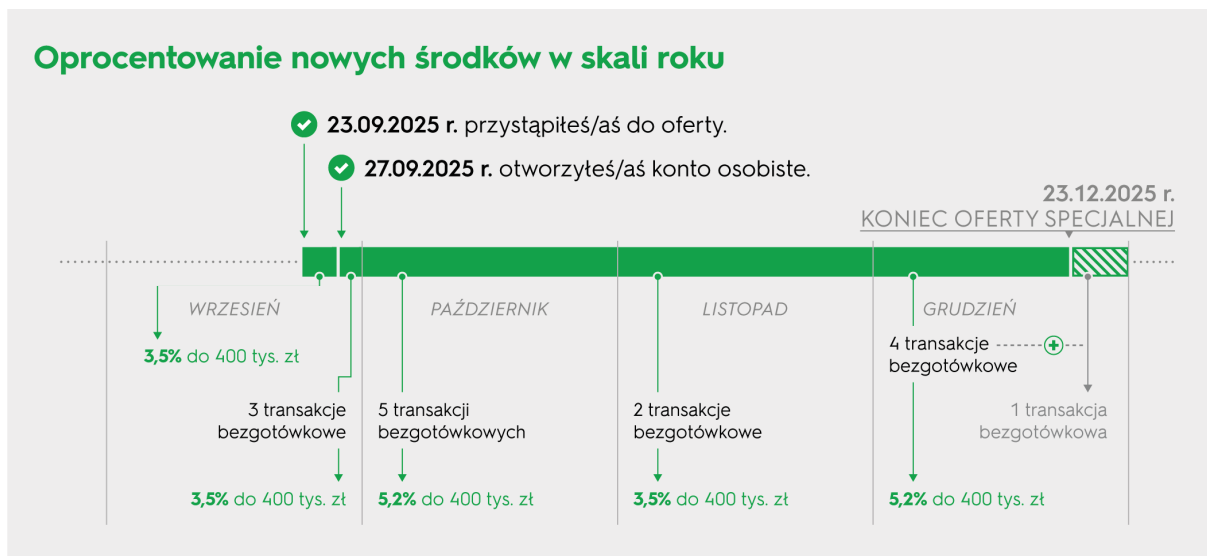 Oprocentowanie nowych środków w skali roku
23.09.2025 r. przystąpiłeś/aś do oferty.
27.09.2025 r. otworzyłeś/aś konto osobiste.
23.12.2025 r.
KONIEC OFERTY SPECJALNEJ
WRZESIEŃ
PAŹDZIERNIK
LISTOPAD
GRUDZIEŃ
3,5% do 400 tys. zł
3 transakcje
bezgotówkowe
3,5% do 400 tys. zł
5 transakcji
bezgotówkowych
5,2% do 400 tys. zł
2 transakcje
bezgotówkowe
3,5% do 400 tys. zł
4 transakcje
bezgotówkowe
5,2% do 400 tys. zł
1 transakcja
bezgotówkowa